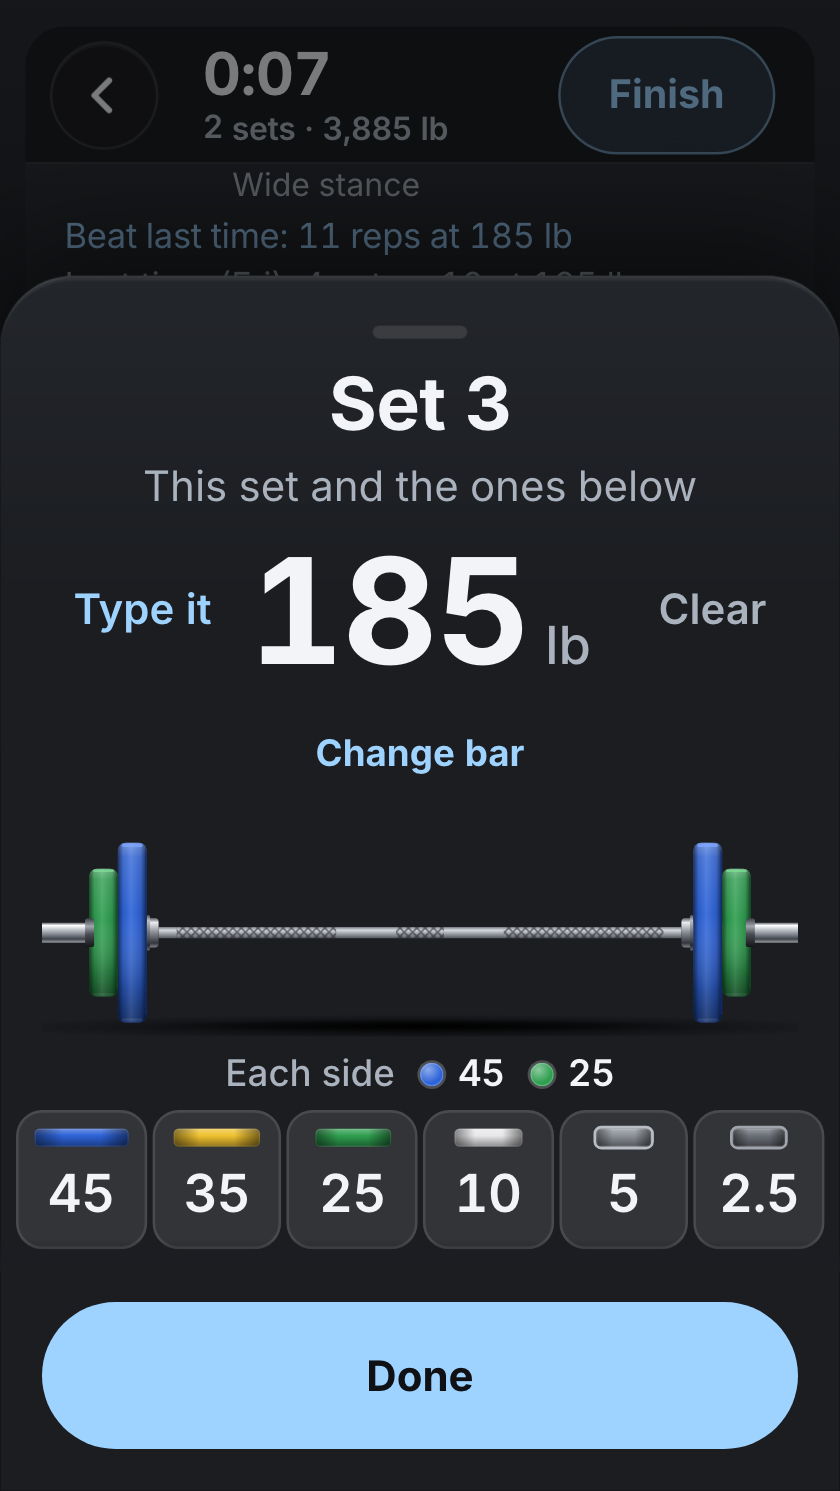 0:07
2 sets · 3,885 lb
Finish
Wide stance
Beat last time: 11 reps at 185 lb
Set 3
This set and the ones below
Type it
185 lb
Clear
Change bar
Each side 45 25
45 35 25 10 5 2.5
Done